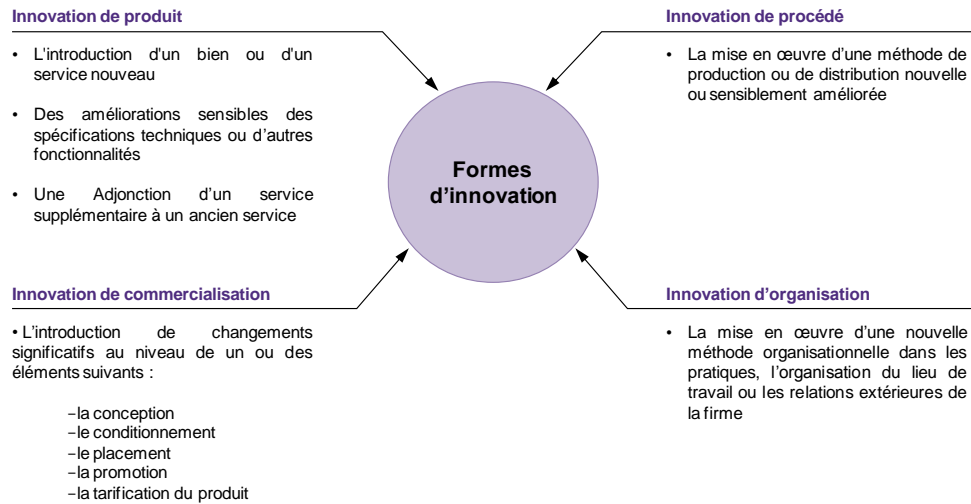 Innovation de produit
• L'introduction d'un bien ou d'un
service nouveau
• Des améliorations sensibles des
spécifications techniques ou d'autres
fonctionnalités
• Une Adjonction d'un service
supplémentaire à un ancien service
Innovation de procédé
• La mise en œuvre d'une méthode de
production ou de distribution nouvelle
ou sensiblement améliorée
Formes
d'innovation
Innovation de commercialisation
• L'introduction de changements
significatifs au niveau de un ou des
éléments suivants :
–la conception
–le conditionnement
–le placement
–la promotion
–la tarification du produit
Innovation d'organisation
• La mise en œuvre d'une nouvelle
méthode organisationnelle dans les
pratiques, l'organisation du lieu de
travail ou les relations extérieures de
la firme